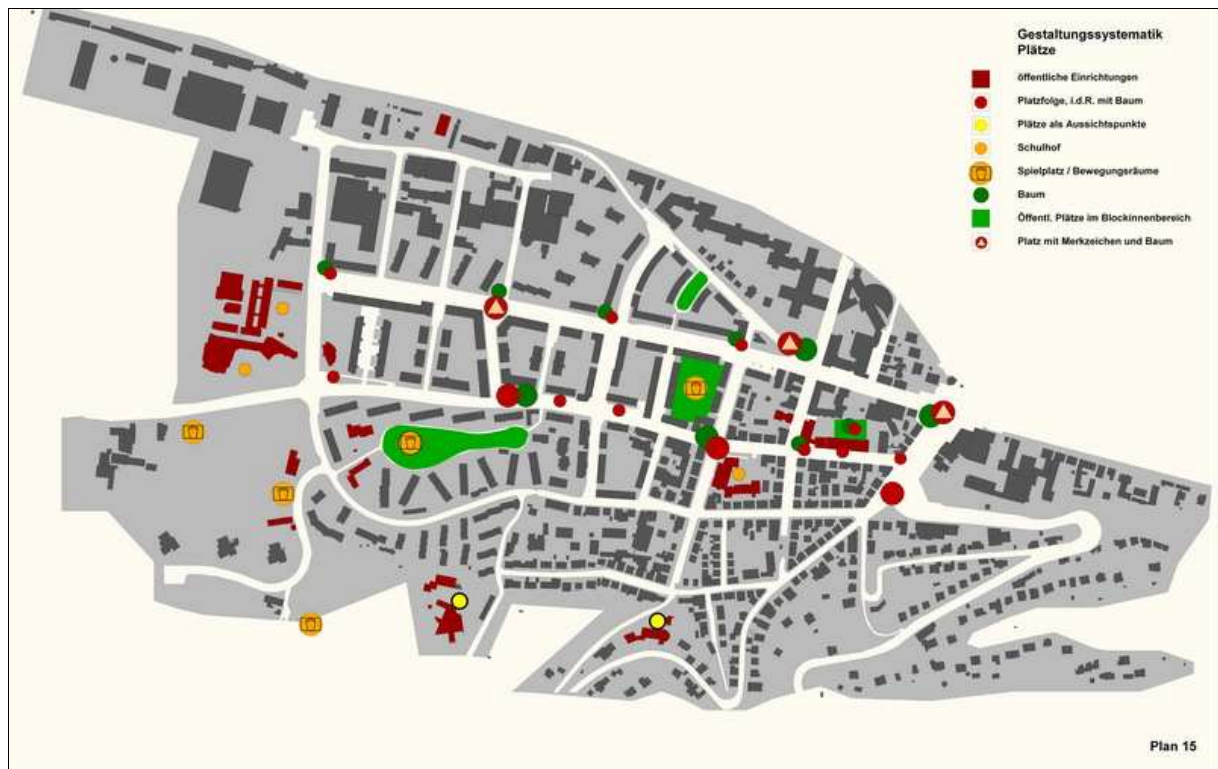 Gestaltungssystematik
Plätze
öffentliche Einrichtungen
Platzfolge, i.d.R. mit Baum
Plätze als Aussichtspunkte
Schulhof
Spielplatz / Bewegungsräume
Baum
Öffentl. Plätze im Blockinnenbereich
Platz mit Merkzeichen und Baum
Plan 15